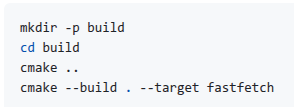 mkdir -p build
cd build
cmake ..
cmake --build . --target fastfetch